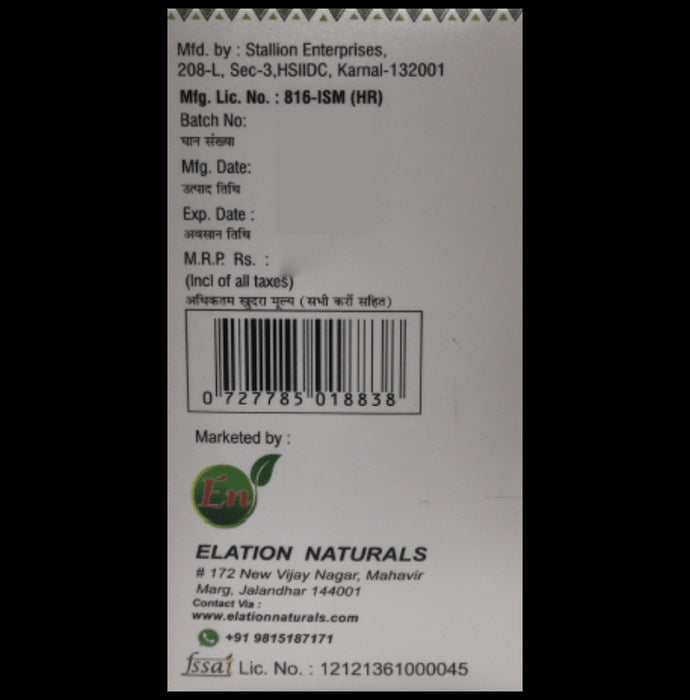 Mfd. by : Stallion Enterprises,
208-L, Sec-3,HSIIDC, Karnal-132001
Mfg. Lic. No. : 816-ISM (HR)
Batch No:
घान संख्या
Mfg. Date:
उत्पाद तिथि
Exp. Date :
अवसान तिथि
M.R.P. Rs. :
(Incl of all taxes)
अधिकतम खुदरा मूल्य (सभी करों सहित)
0 727785 018838
Marketed by :
En
ELATION NATURALS
# 172 New Vijay Nagar, Mahavir
Marg, Jalandhar 144001
Contact Via :
www.elationnaturals.com
+91 9815187171
fssai Lic. No. : 12121361000045